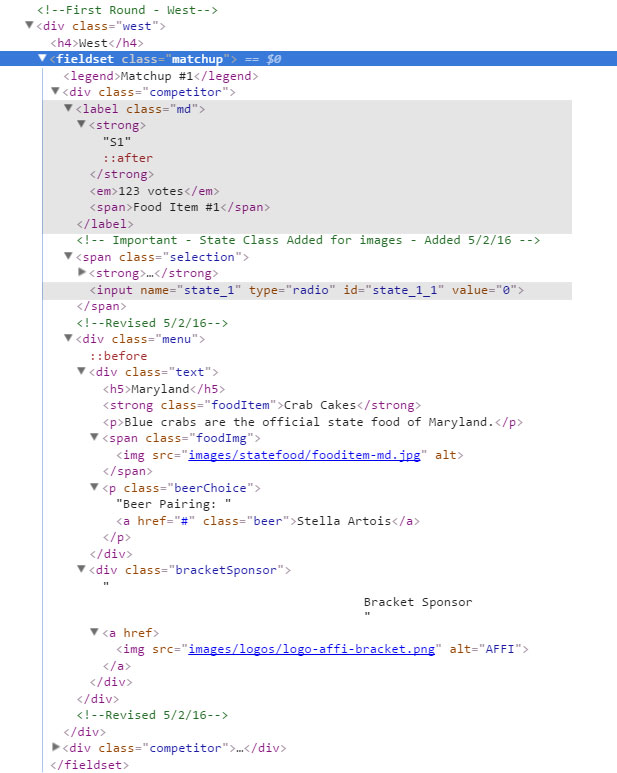 <!--First Round - West-->
▼<div class="west">
<h4>West</h4>
▼<fieldset class="matchup"> == $0
<legend>Matchup #1</legend>
▼<div class="competitor">
▼<label class="md">
▼<strong>
"S1"
::after
</strong>
<em>123 votes</em>
<span>Food Item #1</span>
</label>
<!-- Important - State Class Added for images - Added 5/2/16 -->
▼<span class="selection">
▶<strong>…</strong>
<input name="state_1" type="radio" id="state_1_1" value="0">
</span>
<!--Revised 5/2/16-->
▼<div class="menu">
::before
▼<div class="text">
<h5>Maryland</h5>
<strong class="foodItem">Crab Cakes</strong>
<p>Blue crabs are the official state food of Maryland.</p>
▼<span class="foodImg">
<img src="images/statefood/fooditem-md.jpg" alt>
</span>
▼<p class="beerChoice">
"Beer Pairing: "
<a href="#" class="beer">Stella Artois</a>
</p>
</div>
▼<div class="bracketSponsor">
"
Bracket Sponsor
"
▼<a href>
<img src="images/logos/logo-affi-bracket.png" alt="AFFI">
</a>
</div>
</div>
<!--Revised 5/2/16-->
</div>
▶<div class="competitor">…</div>
</fieldset>